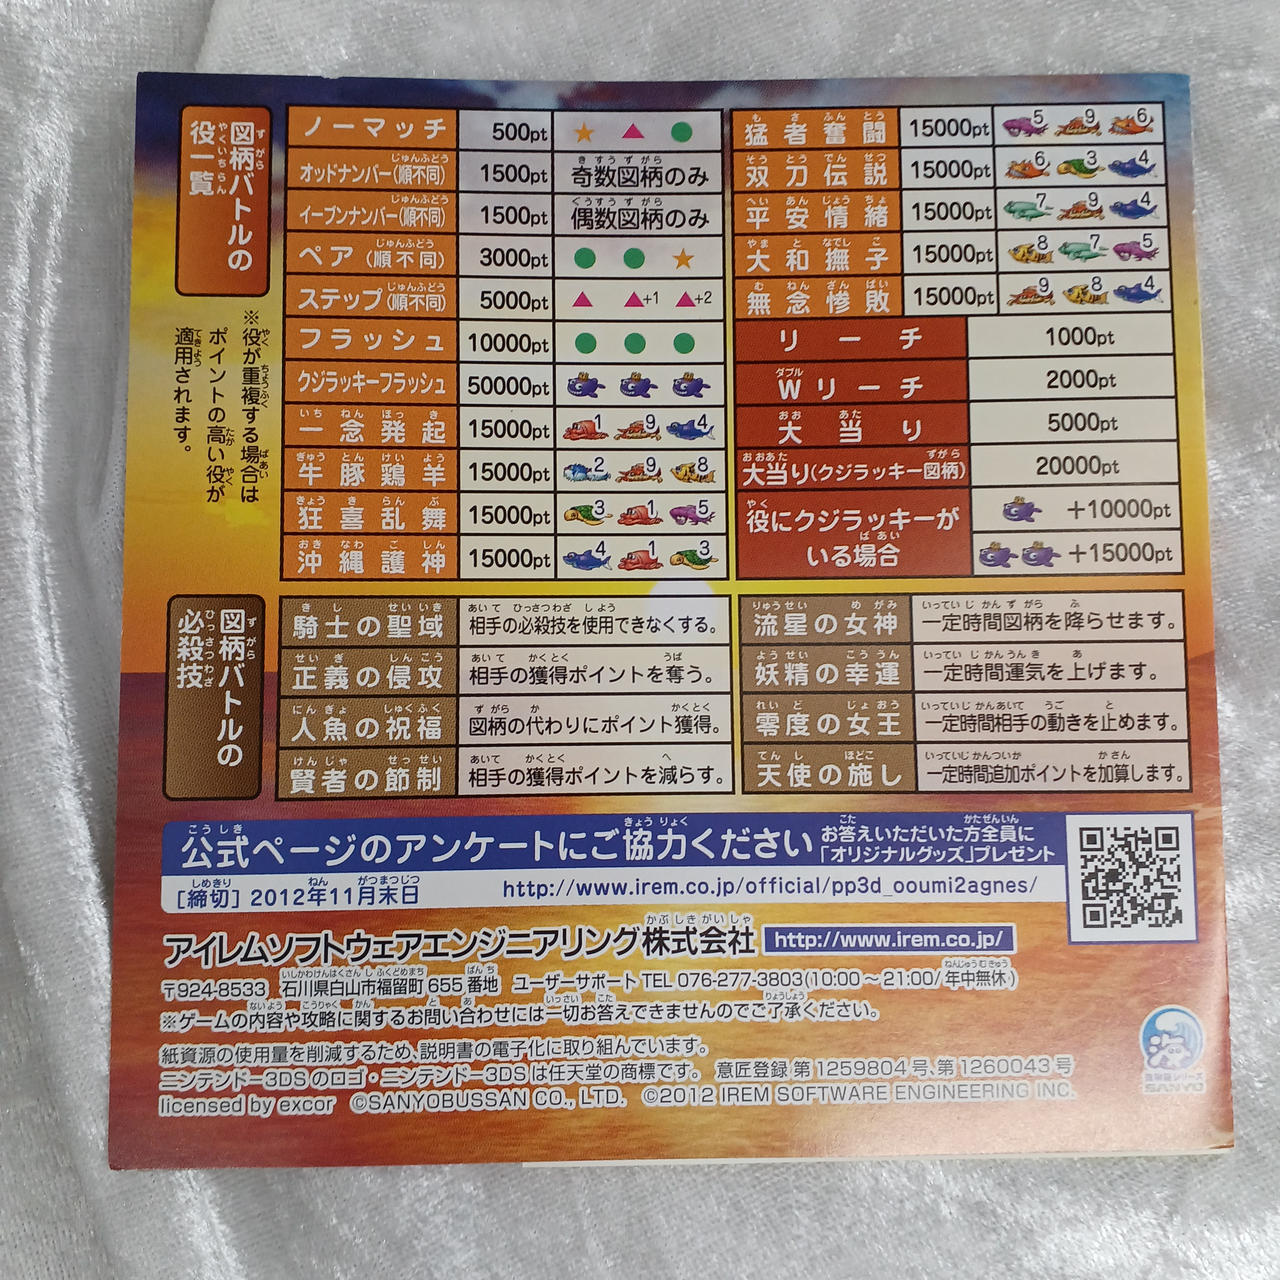 図柄バトルの
役一覧
※役が重複する場合は
ポイントの高い役が
適用されます。
ノーマッチ 500pt
オッドナンバー(順不同) 1500pt 奇数図柄のみ
イーブンナンバー(順不同) 1500pt 偶数図柄のみ
ペア(順不同) 3000pt
ステップ(順不同) 5000pt +1 +2
フラッシュ 10000pt
クジラッキーフラッシュ 50000pt
一念発起 15000pt 1 9 4
牛豚鶏羊 15000pt 2 9 8
狂喜乱舞 15000pt 3 1 5
沖縄護神 15000pt 4 1 3
猛者奮闘 15000pt 5 9 6
双刀伝説 15000pt 6 3 4
平安情緒 15000pt 7 9 4
大和撫子 15000pt 8 7 5
無念惨敗 15000pt 9 8 4
リーチ 1000pt
Wリーチ 2000pt
大当り 5000pt
大当り(クジラッキー図柄) 20000pt
役にクジラッキーが
いる場合
+10000pt
+15000pt
図柄バトルの
必殺技
騎士の聖域 相手の必殺技を使用できなくする。
正義の侵攻 相手の獲得ポイントを奪う。
人魚の祝福 図柄の代わりにポイント獲得。
賢者の節制 相手の獲得ポイントを減らす。
流星の女神 一定時間図柄を降らせます。
妖精の幸運 一定時間運気を上げます。
零度の女王 一定時間相手の動きを止めます。
天使の施し 一定時間追加ポイントを加算します。
公式ページのアンケートにご協力ください お答えいただいた方全員に
「オリジナルグッズ」プレゼント
[締切] 2012年11月末日 http://www.irem.co.jp/official/pp3d_ooumi2agnes/
アイレムソフトウェアエンジニアリング株式会社 http://www.irem.co.jp/
〒924-8533 石川県白山市福留町655番地 ユーザーサポート TEL 076-277-3803(10:00～21:00/年中無休)
※ゲームの内容や攻略に関するお問い合わせには一切お答えできませんのでご了承ください。
紙資源の使用量を削減するため、説明書の電子化に取り組んでいます。
ニンテンドー3DSのロゴ・ニンテンドー3DSは任天堂の商標です。 意匠登録 第1259804号、第1260043号
licensed by excor ©SANYOBUSSAN CO., LTD. ©2012 IREM SOFTWARE ENGINEERING INC.
海
海物語シリーズ
SANYO